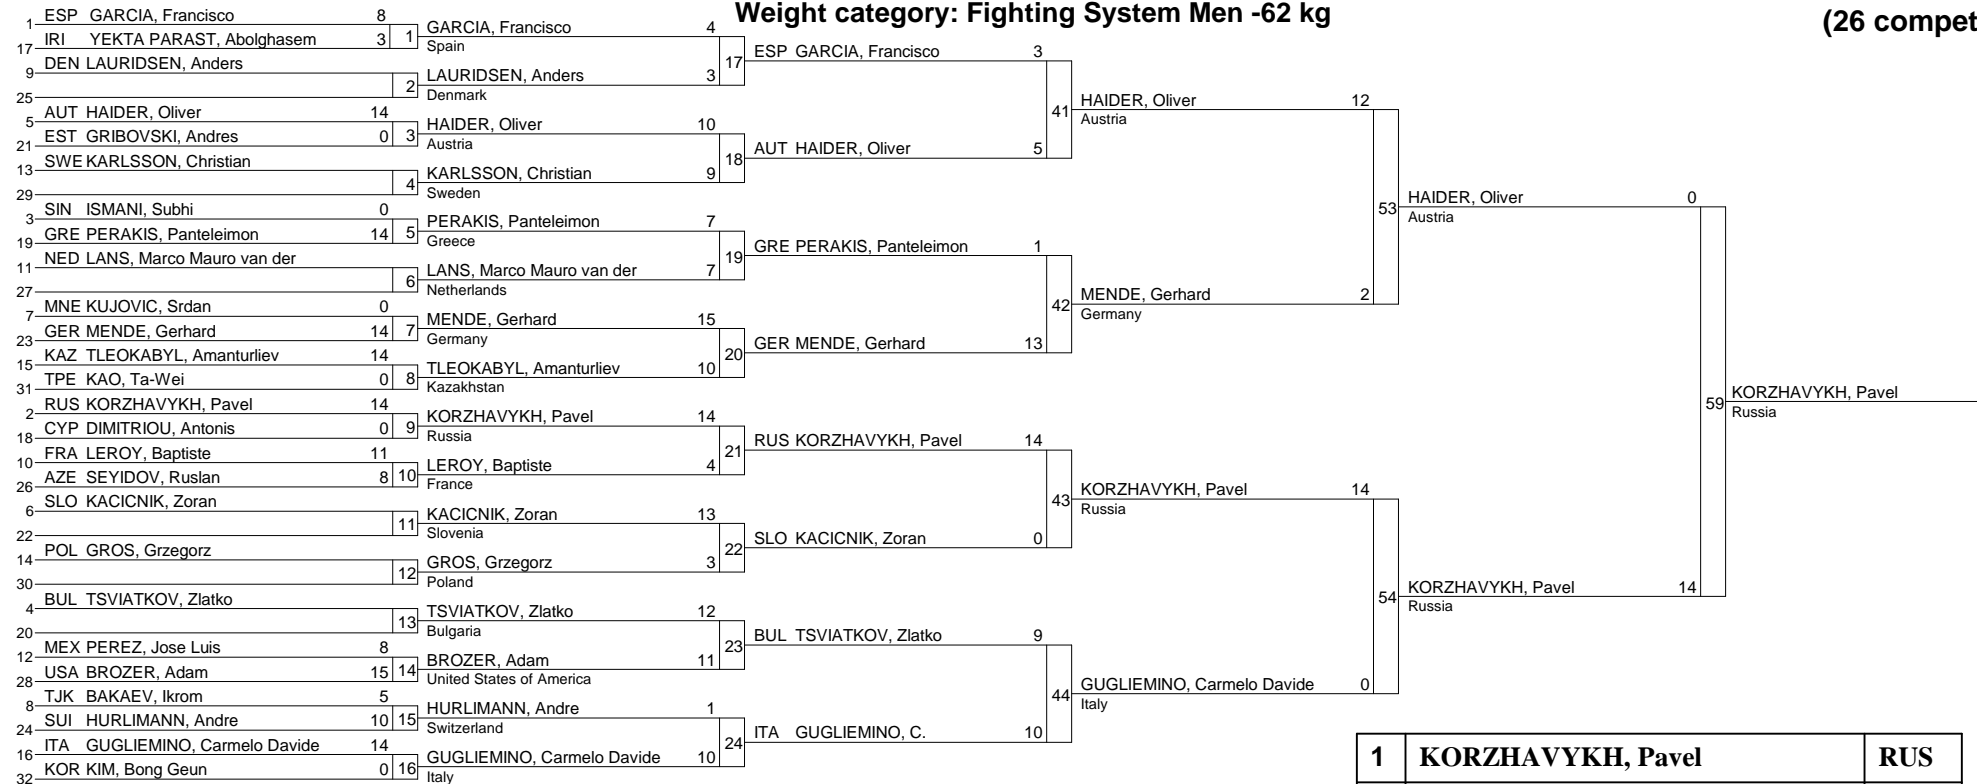 Weight category: Fighting System Men -62 kg
(26 compet
1 ESP GARCIA, Francisco 8
17 IRI YEKTA PARAST, Abolghasem 3
1
9 DEN LAURIDSEN, Anders
25
2
5 AUT HAIDER, Oliver 14
21 EST GRIBOVSKI, Andres 0
3
13 SWE KARLSSON, Christian
29
4
3 SIN ISMANI, Subhi 0
19 GRE PERAKIS, Panteleimon 14
5
11 NED LANS, Marco Mauro van der
27
6
7 MNE KUJOVIC, Srdan 0
23 GER MENDE, Gerhard 14
7
15 KAZ TLEOKABYL, Amanturliev 14
31 TPE KAO, Ta-Wei 0
8
2 RUS KORZHAVYKH, Pavel 14
18 CYP DIMITRIOU, Antonis 0
9
10 FRA LEROY, Baptiste 11
26 AZE SEYIDOV, Ruslan 8
10
6 SLO KACICNIK, Zoran
22
11
14 POL GROS, Grzegorz
30
12
4 BUL TSVIATKOV, Zlatko
20
13
12 MEX PEREZ, Jose Luis 8
28 USA BROZER, Adam 15
14
8 TJK BAKAEV, Ikrom 5
24 SUI HURLIMANN, Andre 10
15
16 ITA GUGLIEMINO, Carmelo Davide 14
32 KOR KIM, Bong Geun 0
16
GARCIA, Francisco 4
Spain
17
LAURIDSEN, Anders 3
Denmark
HAIDER, Oliver 10
Austria
18
KARLSSON, Christian 9
Sweden
PERAKIS, Panteleimon 7
Greece
19
LANS, Marco Mauro van der 7
Netherlands
MENDE, Gerhard 15
Germany
20
TLEOKABYL, Amanturliev 10
Kazakhstan
KORZHAVYKH, Pavel 14
Russia
21
LEROY, Baptiste 4
France
KACICNIK, Zoran 13
Slovenia
22
GROS, Grzegorz 3
Poland
TSVIATKOV, Zlatko 12
Bulgaria
23
BROZER, Adam 11
United States of America
HURLIMANN, Andre 1
Switzerland
24
GUGLIEMINO, Carmelo Davide 10
Italy
ESP GARCIA, Francisco 3
41
AUT HAIDER, Oliver 5
GRE PERAKIS, Panteleimon 1
42
GER MENDE, Gerhard 13
RUS KORZHAVYKH, Pavel 14
43
SLO KACICNIK, Zoran 0
BUL TSVIATKOV, Zlatko 9
44
ITA GUGLIEMINO, C. 10
HAIDER, Oliver 12
Austria
53
MENDE, Gerhard 2
Germany
KORZHAVYKH, Pavel 14
Russia
54
GUGLIEMINO, Carmelo Davide 0
Italy
HAIDER, Oliver 0
Austria
59
KORZHAVYKH, Pavel 14
Russia
KORZHAVYKH, Pavel
Russia
1 KORZHAVYKH, Pavel RUS